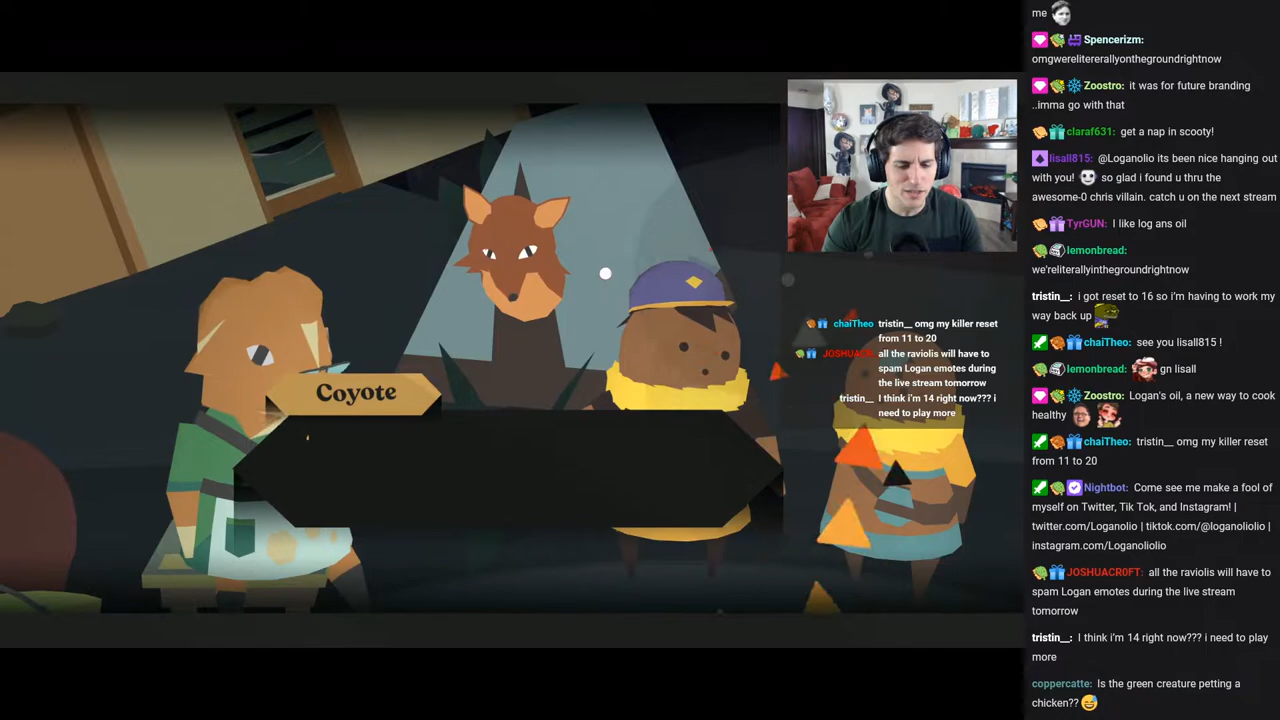 Coyote
chaiTheo tristin__ omg my killer reset
from 11 to 20
all the raviolis will have to
spam Logan emotes during
the live stream tomorrow
tristin__ I think i'm 14 right now??? i
need to play more
me
Spencerizm:
omgwerelitererallyonthegroundrightnow
Zoostro: it was for future branding
..imma go with that
claraf631: get a nap in scooty!
lisall815: @Loganolio its been nice hanging out
with you! so glad i found u thru the
awesome-0 chris villain. catch u on the next stream
TyrGUN: I like log ans oil
lemonbread:
we'reliterallyinthegroundrightnow
tristin__: i got reset to 16 so i'm having to work my
way back up
chaiTheo: see you lisall815 !
lemonbread: gn lisall
Zoostro: Logan's oil, a new way to cook
healthy
chaiTheo: tristin__ omg my killer reset
from 11 to 20
Nightbot: Come see me make a fool of
myself on Twitter, Tik Tok, and Instagram! |
twitter.com/Loganolio | tiktok.com/@loganoliolio |
instagram.com/Loganoliolio
JOSHUACR0FT: all the raviolis will have to
spam Logan emotes during the live stream
tomorrow
tristin__: I think i'm 14 right now??? i need to play
more
coppercatte: Is the green creature petting a
chicken??